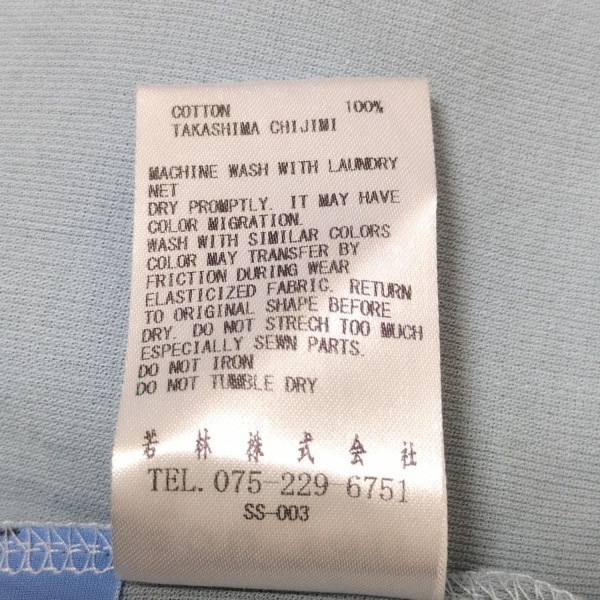 COTTON 100%
TAKASHIMA CHIJIMI
MACHINE WASH WITH LAUNDRY
NET
DRY PROMPTLY. IT MAY HAVE
COLOR MIGRATION.
WASH WITH SIMILAR COLORS
COLOR MAY TRANSFER BY
FRICTION DURING WEAR
ELASTICIZED FABRIC. RETURN
TO ORIGINAL SHAPE BEFORE
DRY. DO NOT STRECH TOO MUCH
ESPECIALLY SEWN PARTS.
DO NOT IRON
DO NOT TUMBLE DRY
若林株式会社
TEL. 075-229-6751
SS-003